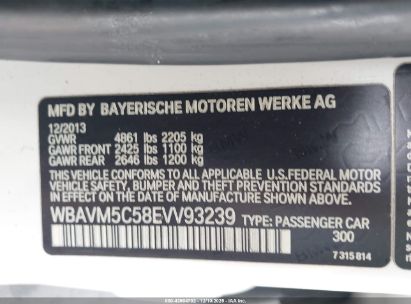 MFD BY BAYERISCHE MOTOREN WERKE AG
12/2013
GVWR 4861 lbs 2205 kg
GAWR FRONT 2425 lbs 1100 kg
GAWR REAR 2646 lbs 1200 kg
THIS VEHICLE CONFORMS TO ALL APPLICABLE U.S.FEDERAL MOTOR
VEHICLE SAFETY, BUMPER,AND THEFT PREVENTION STANDARDS
IN EFFECT ON THE DATE OF MANUFACTURE SHOWN ABOVE.
WBAVM5C58EVV93239 TYPE: PASSENGER CAR
300
7 315 814